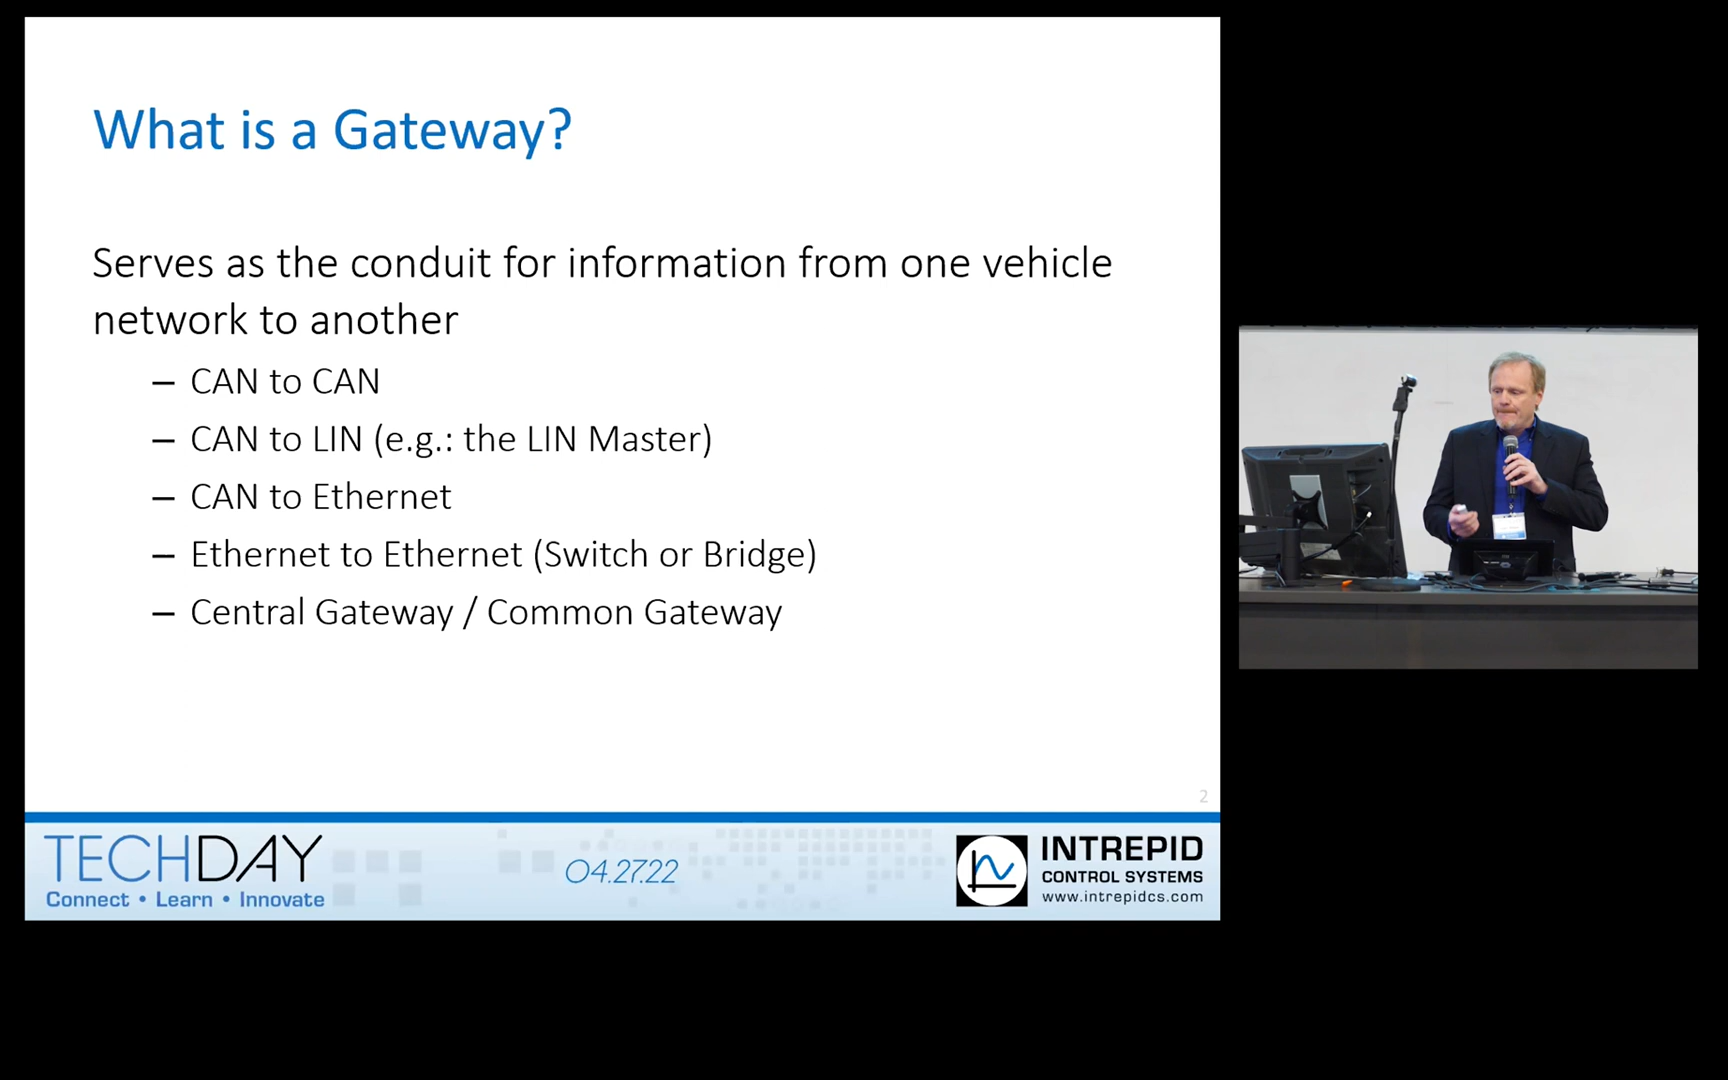 What is a Gateway?
Serves as the conduit for information from one vehicle
network to another
– CAN to CAN
– CAN to LIN (e.g.: the LIN Master)
– CAN to Ethernet
– Ethernet to Ethernet (Switch or Bridge)
– Central Gateway / Common Gateway
2
TECHDAY
Connect • Learn • Innovate
04.27.22
INTREPID
CONTROL SYSTEMS
www.intrepidcs.com